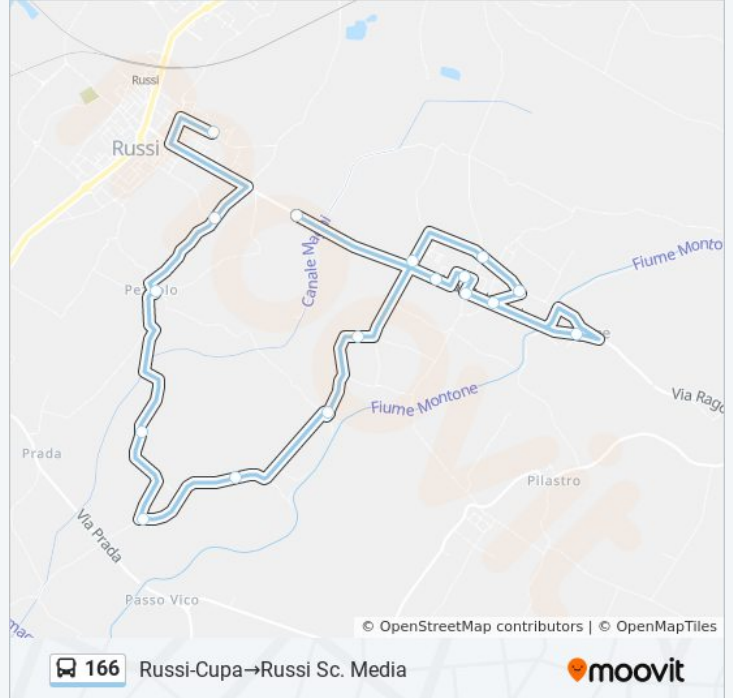 Russi
Russi
Canale Ma
Fiume Monto
Fiume Montone
Via Rago
Prada
Pilastro
Via Prada
Passo Vico
© OpenStreetMap contributors | © OpenMapTiles
166 Russi-Cupa→Russi Sc. Media
moovit